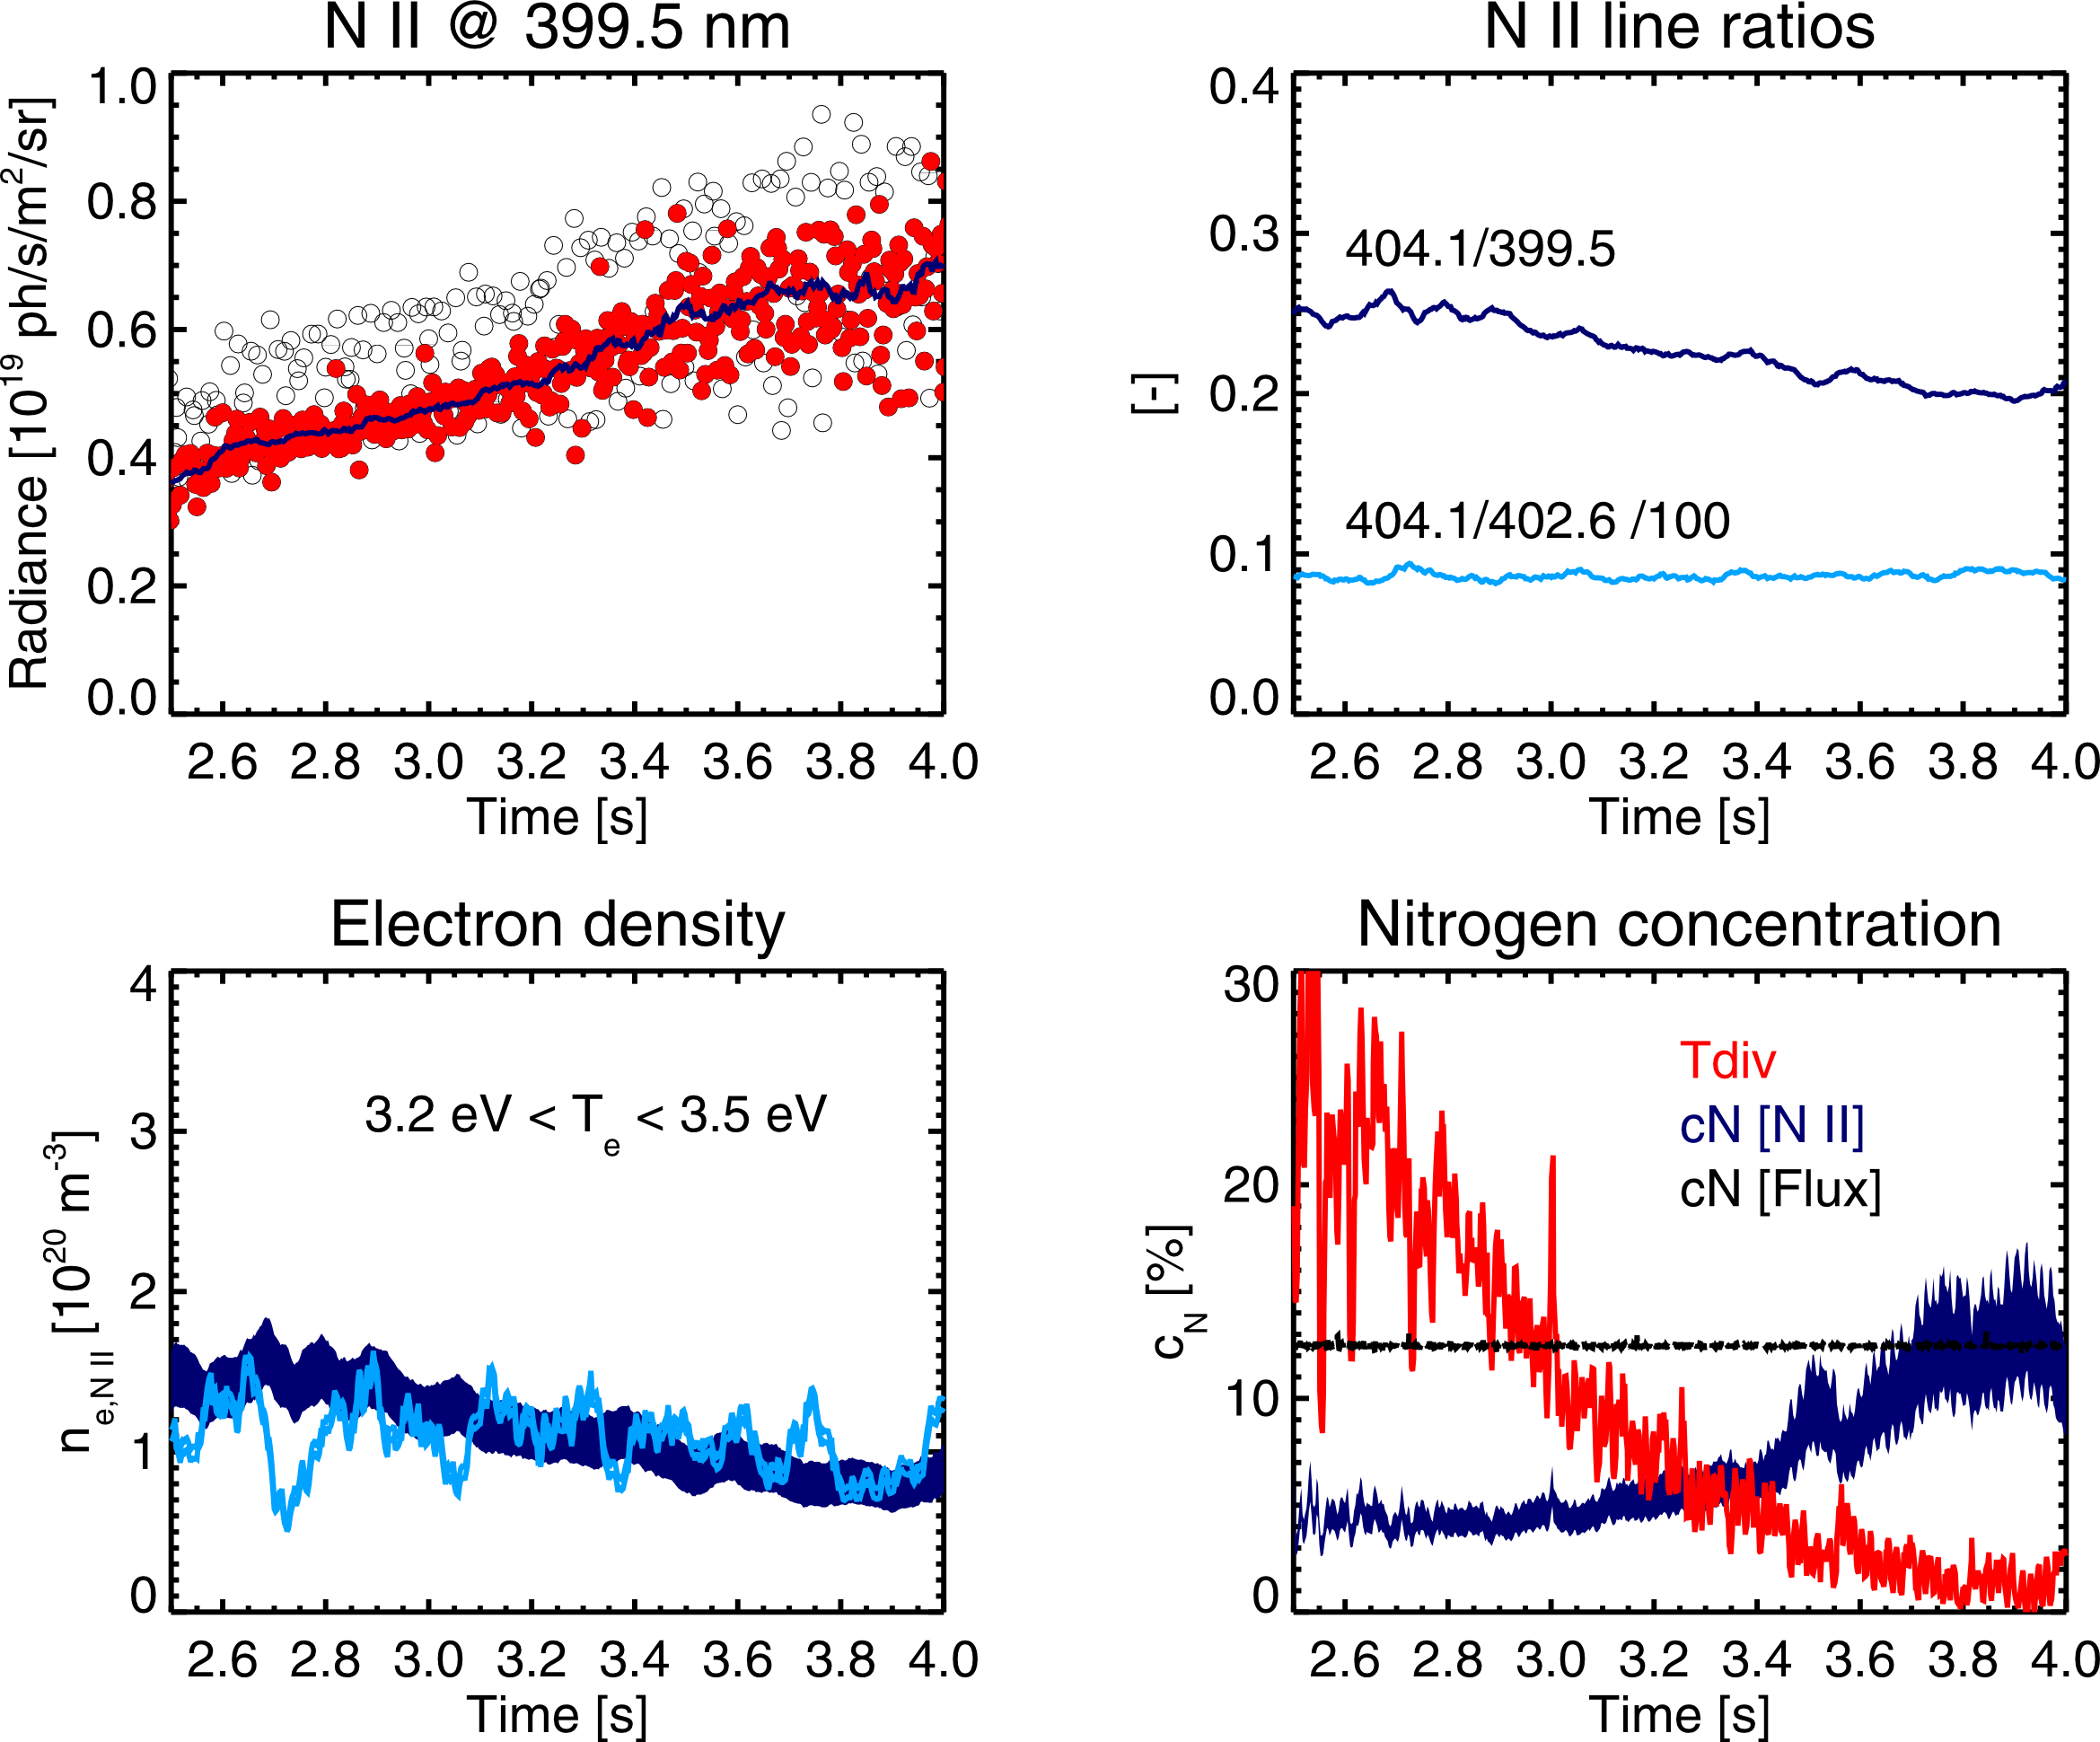 N II @ 399.5 nm
Radiance [10^19 ph/s/m^2/sr]
1.0
0.8
0.6
0.4
0.2
0.0
2.6 2.8 3.0 3.2 3.4 3.6 3.8 4.0
Time [s]
N II line ratios
[-]
0.4
0.3
0.2
0.1
0.0
404.1/399.5
404.1/402.6 /100
2.6 2.8 3.0 3.2 3.4 3.6 3.8 4.0
Time [s]
Electron density
n_e,N II [10^20 m^-3]
4
3
2
1
0
3.2 eV < T_e < 3.5 eV
2.6 2.8 3.0 3.2 3.4 3.6 3.8 4.0
Time [s]
Nitrogen concentration
c_N [%]
30
20
10
0
Tdiv
cN [N II]
cN [Flux]
2.6 2.8 3.0 3.2 3.4 3.6 3.8 4.0
Time [s]